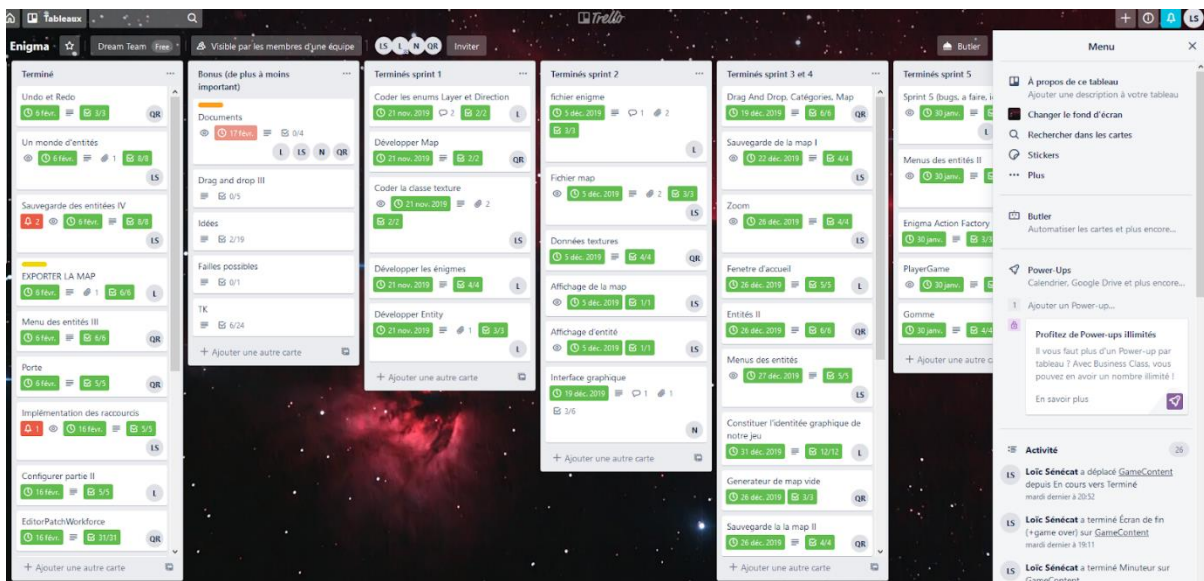 Tableaux
Trello
LS
Enigma
Dream Team Free
Visible par les membres d'une équipe
LS L N QR
Inviter
Butler
Terminé
Undo et Redo
6 févr. 3/3
QR
Un monde d'entités
6 févr. 1 8/8
LS
Sauvegarde des entitées IV
2 6 févr. 8/8
LS
EXPORTER LA MAP
6 févr. 1 6/6
L
Menu des entités III
6 févr. 6/6
QR
Porte
6 févr. 5/5
QR
Implémentation des raccourcis
1 16 févr. 5/5
LS
Configurer partie II
16 févr. 5/5
L
EditorPatchWorkforce
16 févr. 31/31
QR
+ Ajouter une autre carte
Bonus (de plus à moins
important)
Documents
17 févr. 0/4
L LS N QR
Drag and drop III
0/5
Idées
2/19
Failles possibles
0/1
TK
6/24
+ Ajouter une autre carte
Terminés sprint 1
Coder les enums Layer et Direction
21 nov. 2019 2 2/2
L
Développer Map
21 nov. 2019 2/2
QR
Coder la classe texture
21 nov. 2019 2
2/2
LS
Développer les énigmes
21 nov. 2019 4/4
L
Développer Entity
21 nov. 2019 1 3/3
L
+ Ajouter une autre carte
Terminés sprint 2
fichier enigme
5 déc. 2019 1 2
3/3
L
Fichier map
5 déc. 2019 2 3/3
LS
Données textures
5 déc. 2019 4/4
QR
Affichage de la map
5 déc. 2019 1/1
LS
Affichage d'entité
5 déc. 2019 1/1
LS
Interface graphique
19 déc. 2019 1 1
3/6
N
+ Ajouter une autre carte
Terminés sprint 3 et 4
Drag And Drop, Catégories, Map
19 déc. 2019 6/6
QR
Sauvegarde de la map I
22 déc. 2019 4/4
LS
Zoom
26 déc. 2019 4/4
LS
Fenetre d'accueil
26 déc. 2019 5/5
L
Entités II
26 déc. 2019 6/6
QR
Menus des entités
27 déc. 2019 5/5
LS
Constituer l'identitée graphique de
notre jeu
31 déc. 2019 12/12
L
Generateur de map vide
26 déc. 2019 3/3
QR
Sauvegarde la la map II
26 déc. 2019 4/4
QR
+ Ajouter une autre carte
Terminés sprint 5
Sprint 5 (bugs, a faire,
30 janv.
L
Menus des entités II
30 janv.
Enigma Action Factory
30 janv. 3/5
PlayerGame
30 janv.
Gomme
30 janv. 4/4
+ Ajouter une autre c
Menu
À propos de ce tableau
Ajouter une description à votre tableau
Changer le fond d'écran
Rechercher dans les cartes
Stickers
Plus
Butler
Automatiser les cartes et plus encore...
Power-Ups
Calendrier, Google Drive et plus encore...
1 Ajouter un Power-up...
Profitez de Power-ups illimités
Il vous faut plus d'un Power-up par
tableau ? Avec Business Class, vous
pouvez en avoir un nombre illimité !
En savoir plus
Activité 26
LS Loïc Sénécat a déplacé GameContent
depuis En cours vers Terminé
mardi dernier à 20:52
LS Loïc Sénécat a terminé Écran de fin
(+game over) sur GameContent
mardi dernier à 19:11
LS Loïc Sénécat a terminé Minuteur sur
GameContent